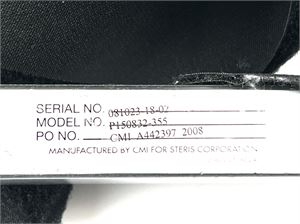 SERIAL NO. 081023-18-02
MODEL NO. P150832-355
PO NO. CMI A442397 2008
MANUFACTURED BY CMI FOR STERIS CORPORATION